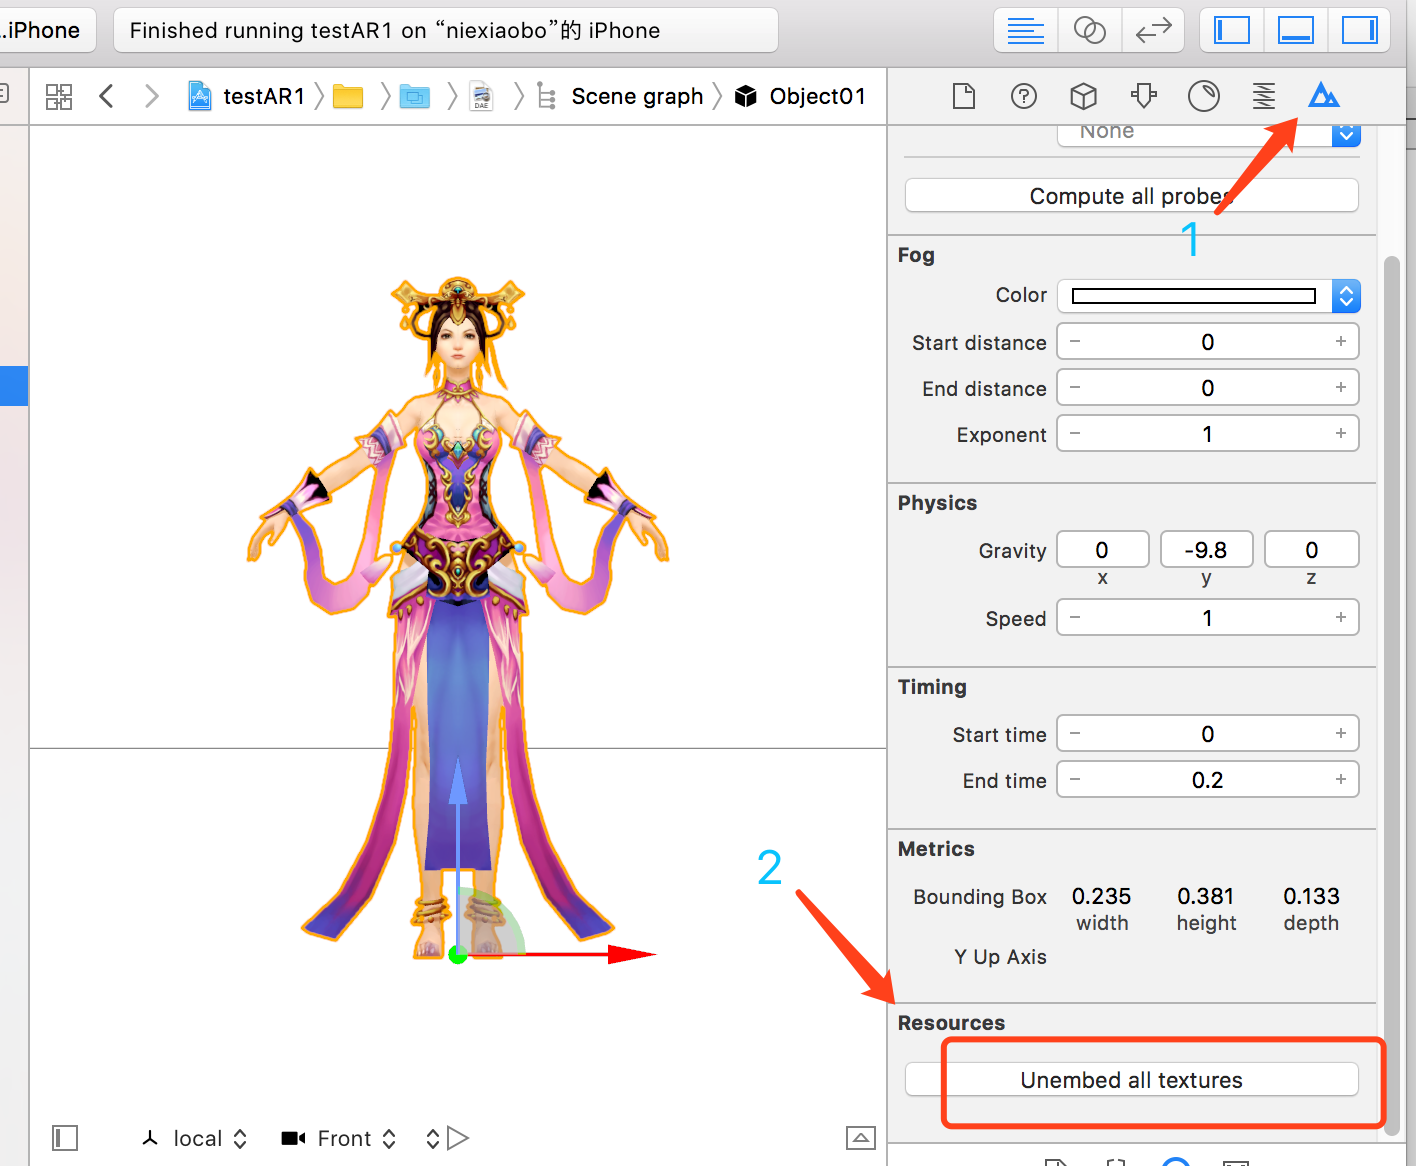 ..iPhone
Finished running testAR1 on “niexiaobo”的 iPhone
testAR1
DAE
Scene graph
Object01
None
Compute all probes
1
Fog
Color
Start distance − 0 +
End distance − 0 +
Exponent − 1 +
Physics
Gravity 0 -9.8 0
x y z
Speed − 1 +
Timing
Start time − 0 +
End time − 0.2 +
2
Metrics
Bounding Box 0.235 0.381 0.133
width height depth
Y Up Axis
Resources
Unembed all textures
local
Front